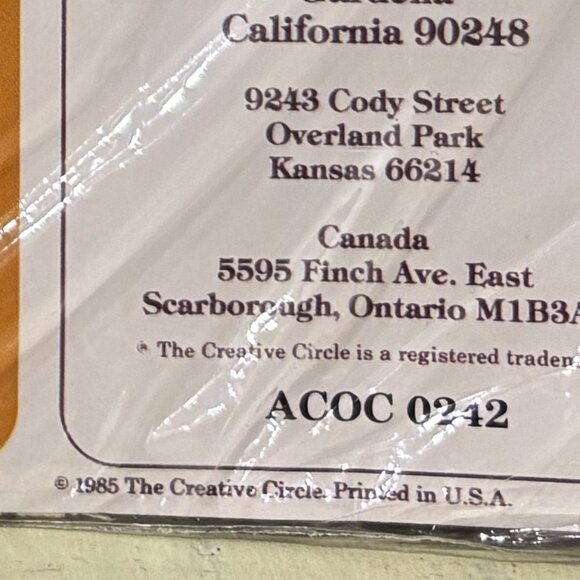 California 90248
9243 Cody Street
Overland Park
Kansas 66214
Canada
5595 Finch Ave. East
Scarborough, Ontario M1B3A
* The Creative Circle is a registered tradem
ACOC 0242
© 1985 The Creative Circle. Printed in U.S.A.